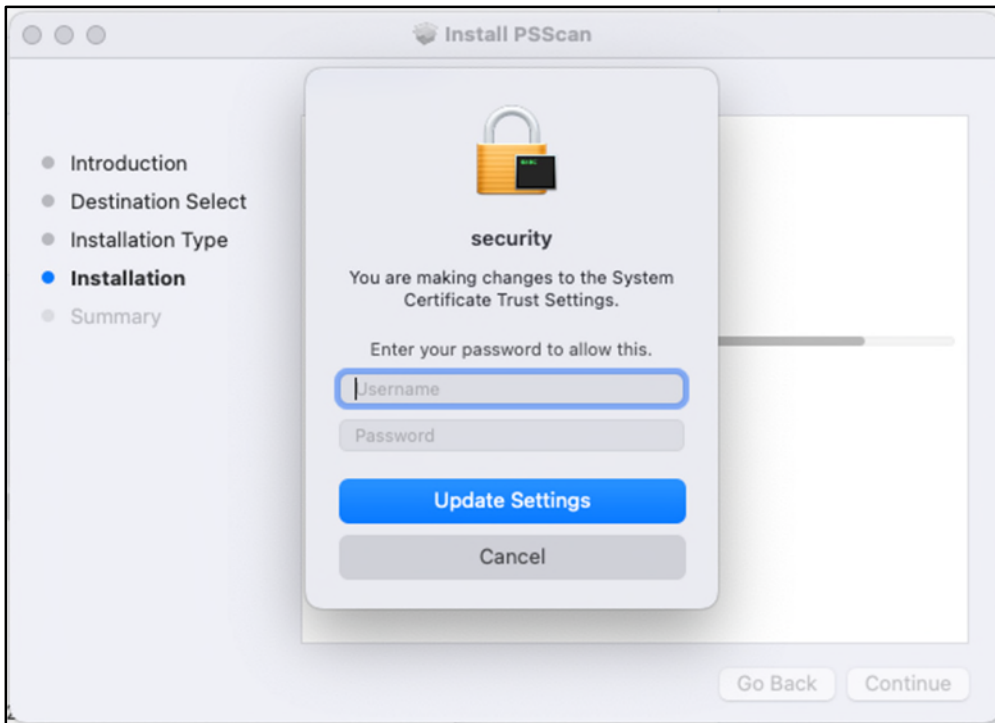 Install PSScan
Introduction
Destination Select
Installation Type
Installation
Summary
security
You are making changes to the System
Certificate Trust Settings.
Enter your password to allow this.
Username
Password
Update Settings
Cancel
Go Back
Continue